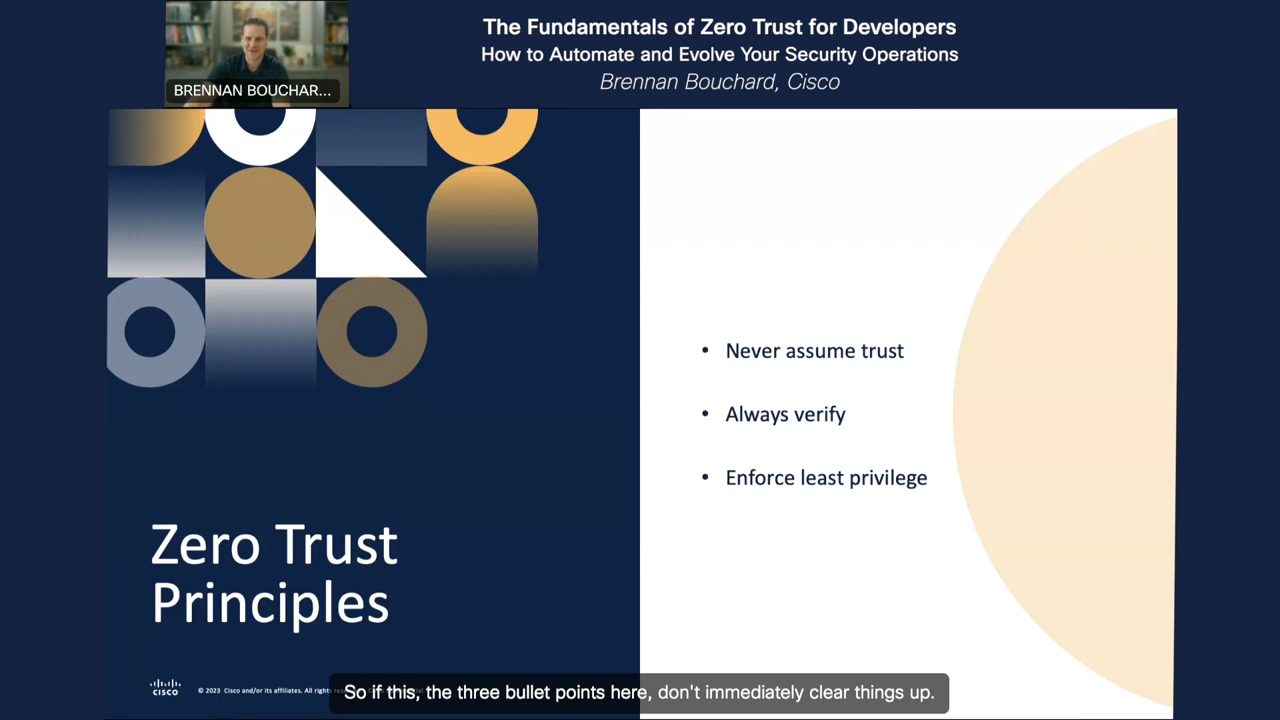 The Fundamentals of Zero Trust for Developers
How to Automate and Evolve Your Security Operations
Brennan Bouchard, Cisco
BRENNAN BOUCHAR...
• Never assume trust
• Always verify
• Enforce least privilege
Zero Trust
Principles
CISCO
© 2023 Cisco and/or its affiliates. All rights
So if this, the three bullet points here, don't immediately clear things up.